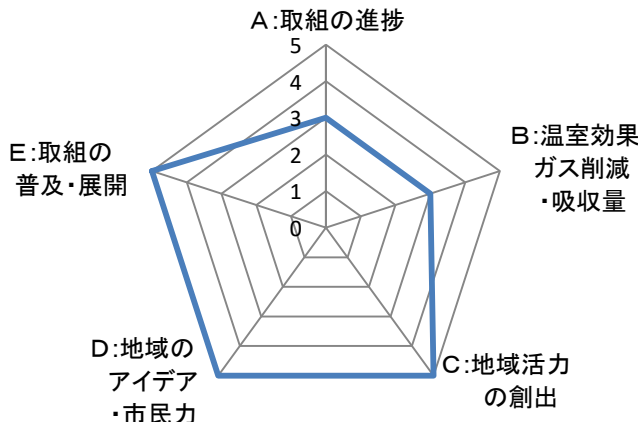 A:取組の進捗
5
4
3
2
1
0
B:温室効果
ガス削減
・吸収量
C:地域活力
の創出
D:地域の
アイデア
・市民力
E:取組の
普及・展開